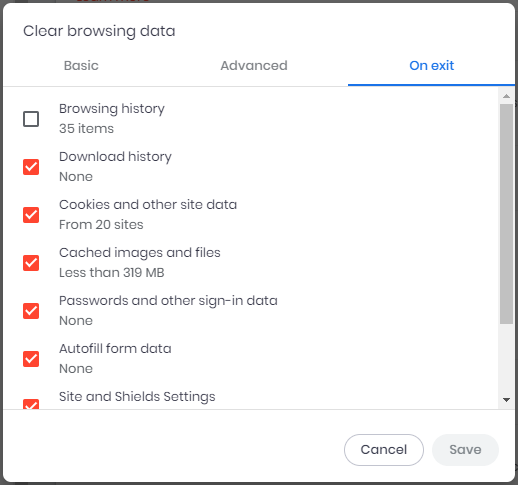 Clear browsing data
Basic Advanced On exit
Browsing history
35 items
Download history
None
Cookies and other site data
From 20 sites
Cached images and files
Less than 319 MB
Passwords and other sign-in data
None
Autofill form data
None
Site and Shields Settings
Cancel Save